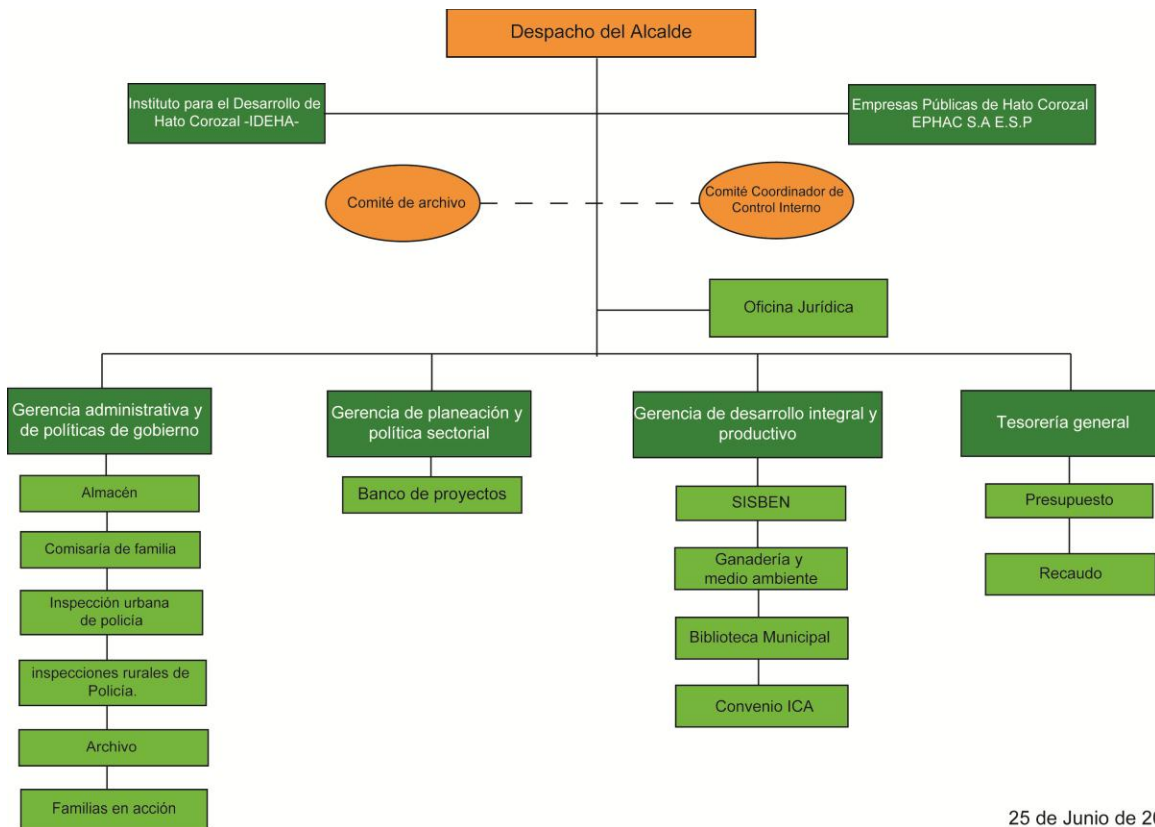 Despacho del Alcalde
Instituto para el Desarrollo de
Hato Corozal -IDEHA-
Empresas Públicas de Hato Corozal
EPHAC S.A E.S.P
Comité de archivo
Comité Coordinador de
Control Interno
Oficina Jurídica
Gerencia administrativa y
de políticas de gobierno
Almacén
Comisaría de familia
Inspección urbana
de policía
inspecciones rurales de
Policía.
Archivo
Familias en acción
Gerencia de planeación y
política sectorial
Banco de proyectos
Gerencia de desarrollo integral y
productivo
SISBEN
Ganadería y
medio ambiente
Biblioteca Municipal
Convenio ICA
Tesorería general
Presupuesto
Recaudo
25 de Junio de